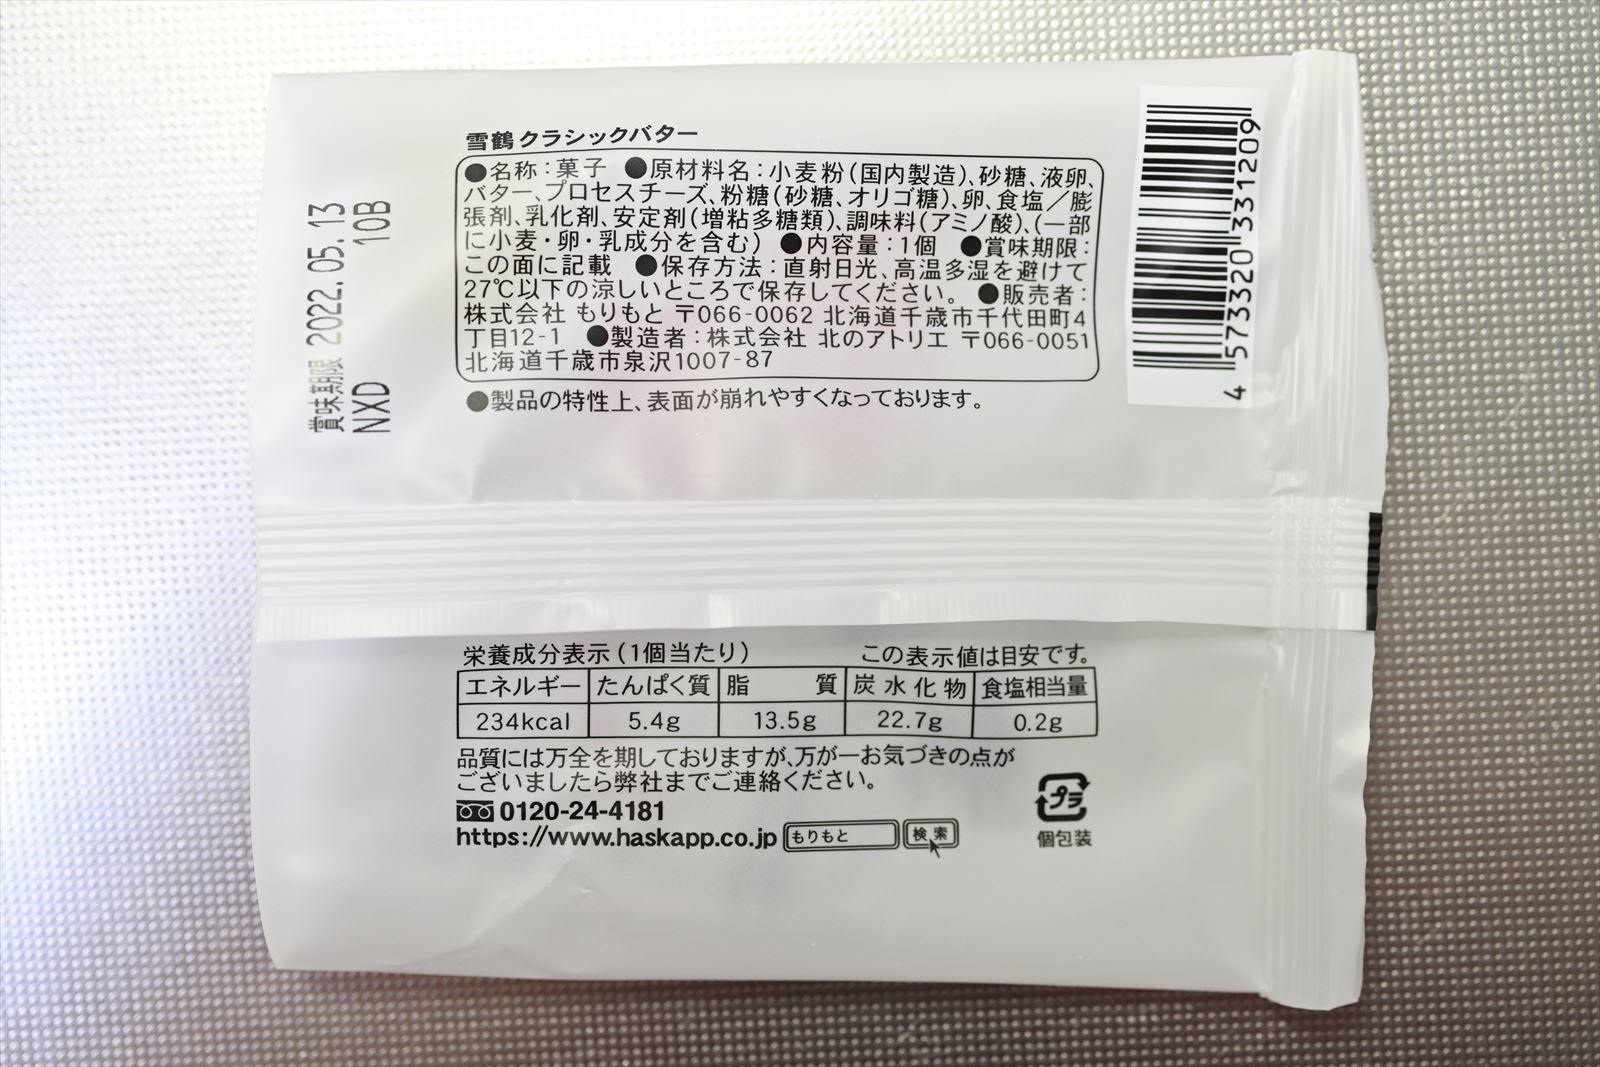 雪鶴クラシックバター
●名称：菓子 ●原材料名：小麦粉（国内製造）、砂糖、液卵、
バター、プロセスチーズ、粉糖（砂糖、オリゴ糖）、卵、食塩／膨
張剤、乳化剤、安定剤（増粘多糖類）、調味料（アミノ酸）、（一部
に小麦・卵・乳成分を含む） ●内容量：1個 ●賞味期限：
この面に記載 ●保存方法：直射日光、高温多湿を避けて
27℃以下の涼しいところで保存してください。 ●販売者：
株式会社 もりもと 〒066-0062 北海道千歳市千代田町4
丁目12-1 ●製造者：株式会社 北のアトリエ 〒066-0051
北海道千歳市泉沢1007-87
●製品の特性上、表面が崩れやすくなっております。
賞味期限 2022.05.13
NXD 10B
4 573320 331209
栄養成分表示（1個当たり） この表示値は目安です。
エネルギー たんぱく質 脂質 炭水化物 食塩相当量
234kcal 5.4g 13.5g 22.7g 0.2g
品質には万全を期しておりますが、万が一お気づきの点が
ございましたら弊社までご連絡ください。
0120-24-4181
https://www.haskapp.co.jp もりもと 検索
プラ
個包装